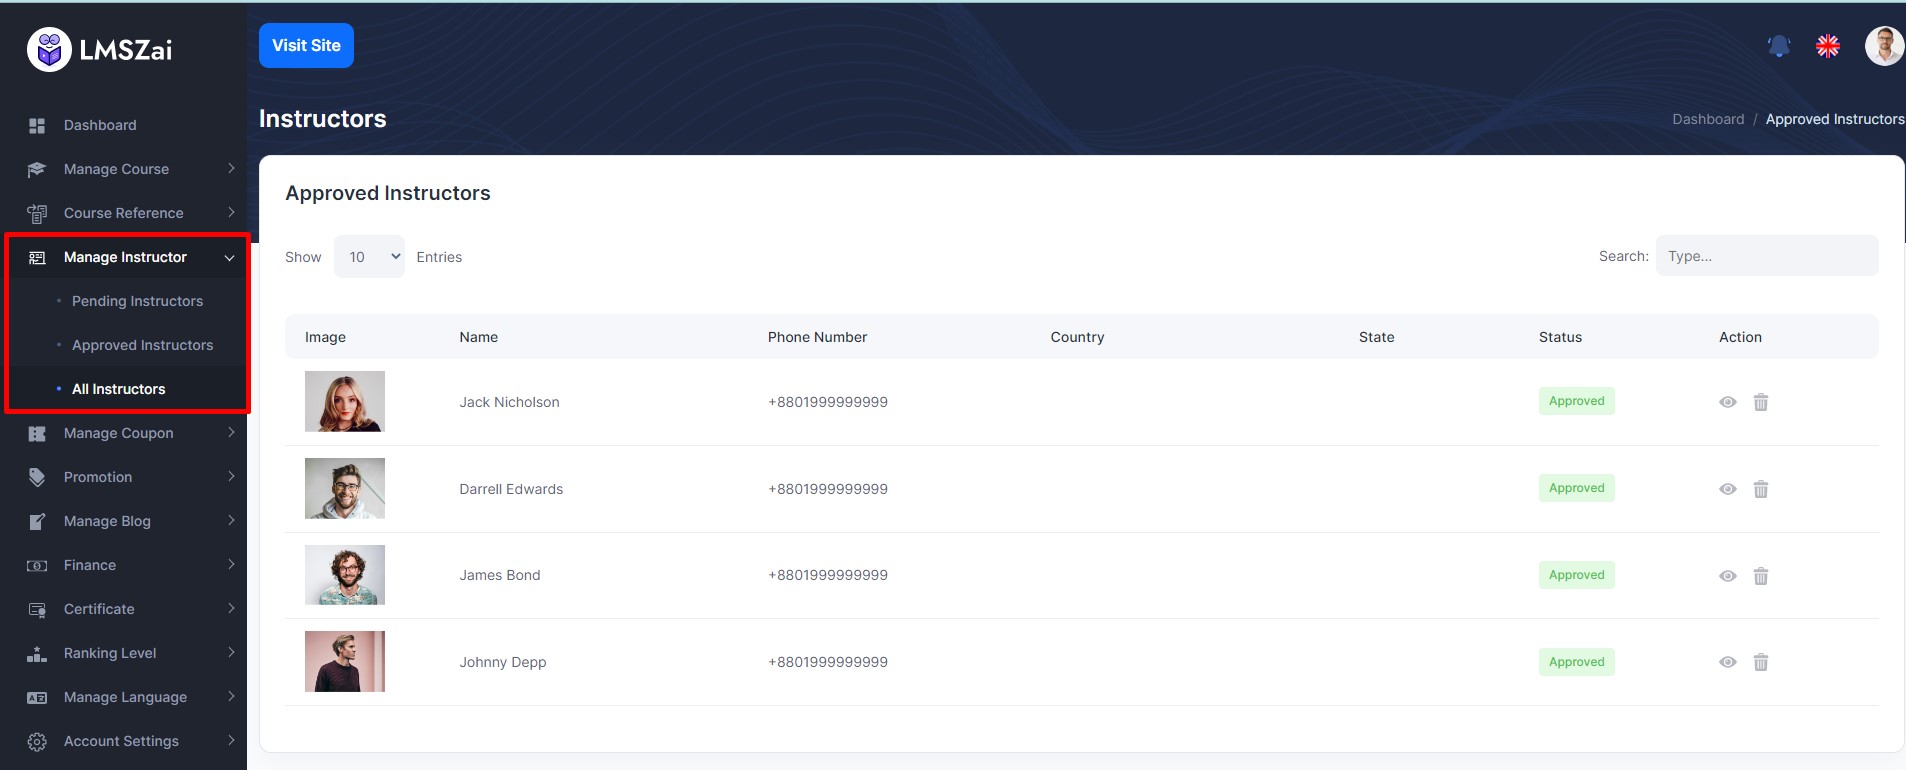 LMSZai
Visit Site
Dashboard
Manage Course
Course Reference
Manage Instructor
Pending Instructors
Approved Instructors
All Instructors
Manage Coupon
Promotion
Manage Blog
Finance
Certificate
Ranking Level
Manage Language
Account Settings
Instructors
Dashboard / Approved Instructors
Approved Instructors
Show 10 Entries
Search: Type...
Image Name Phone Number Country State Status Action
Jack Nicholson +8801999999999 Approved
Darrell Edwards +8801999999999 Approved
James Bond +8801999999999 Approved
Johnny Depp +8801999999999 Approved